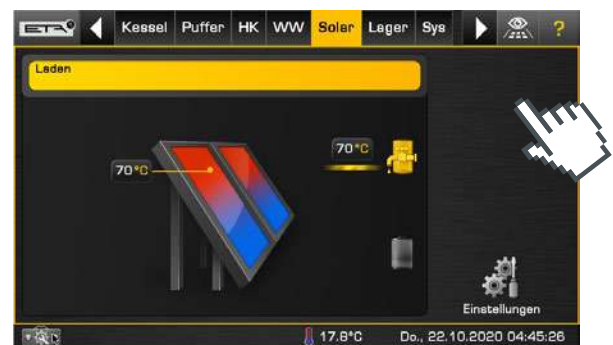 ETA Kessel Puffer HK WW Solar Lager Sys ?
Laden
70°C
70°C
Einstellungen
17.8°C Do., 22.10.2020 04:45:26